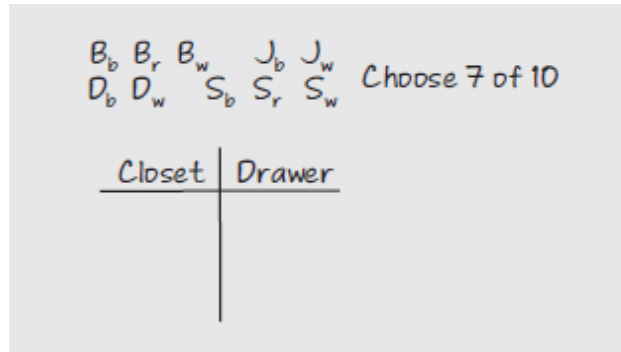 B_b B_r B_w J_b J_w
D_b D_w S_b S_r S_w Choose 7 of 10
Closet Drawer